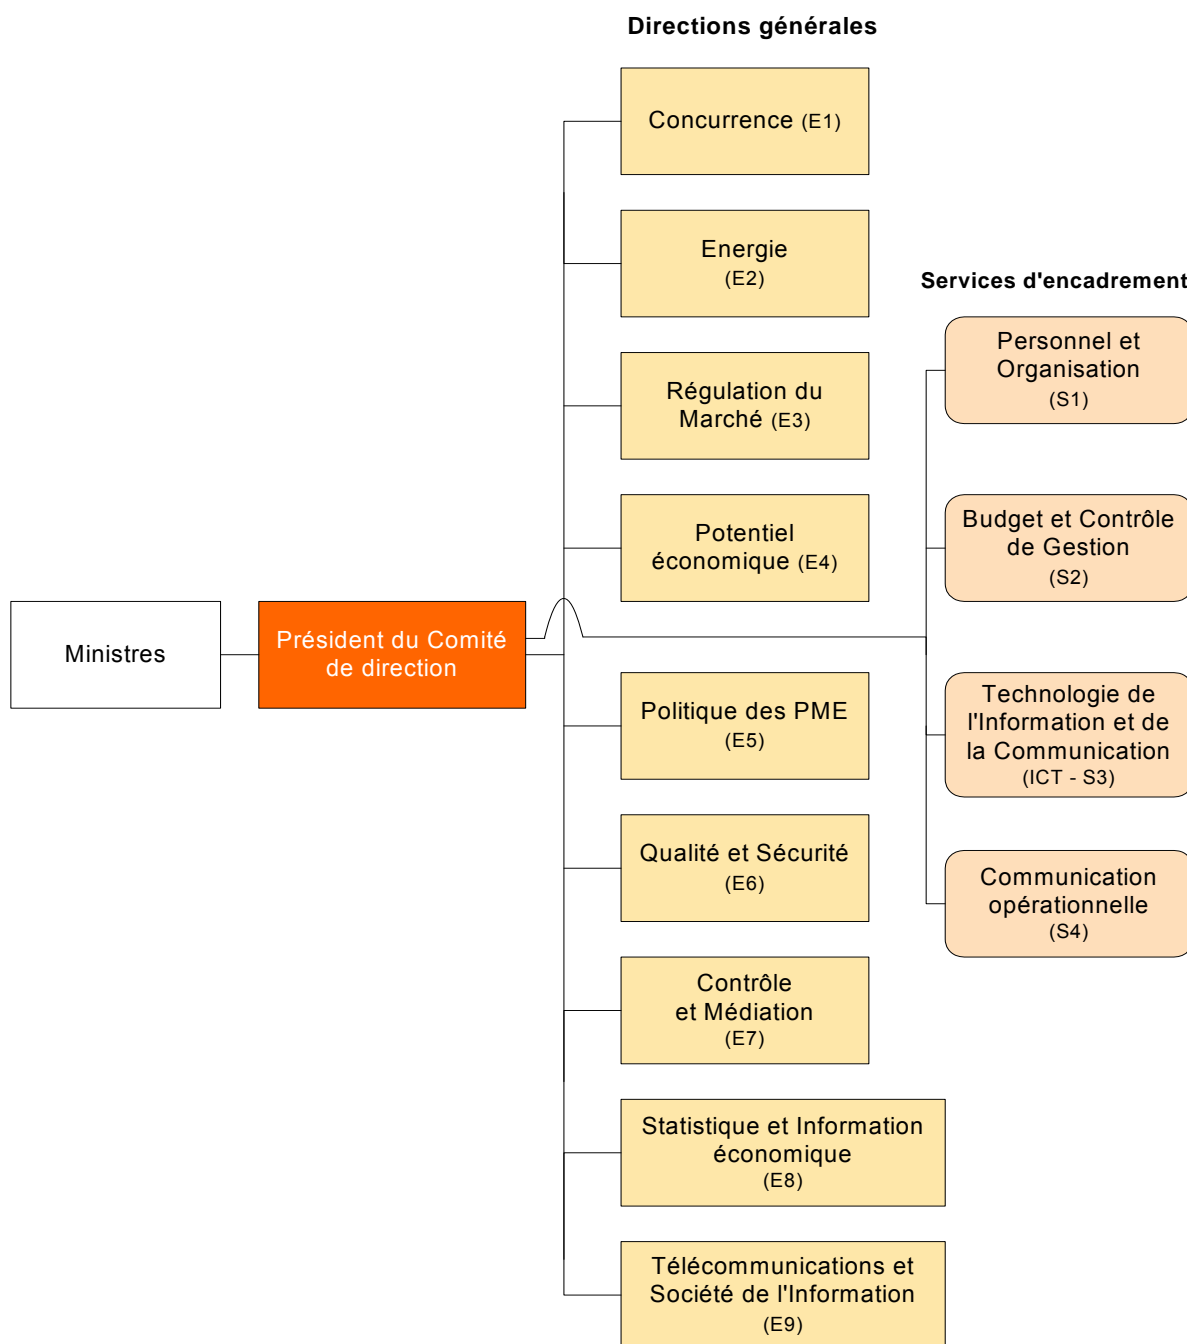 Directions générales
Concurrence (E1)
Energie
(E2)
Régulation du
Marché (E3)
Potentiel
économique (E4)
Ministres
Président du Comité
de direction
Politique des PME
(E5)
Qualité et Sécurité
(E6)
Contrôle
et Médiation
(E7)
Statistique et Information
économique
(E8)
Télécommunications et
Société de l'Information
(E9)
Services d'encadrement
Personnel et
Organisation
(S1)
Budget et Contrôle
de Gestion
(S2)
Technologie de
l'Information et de
la Communication
(ICT - S3)
Communication
opérationnelle
(S4)